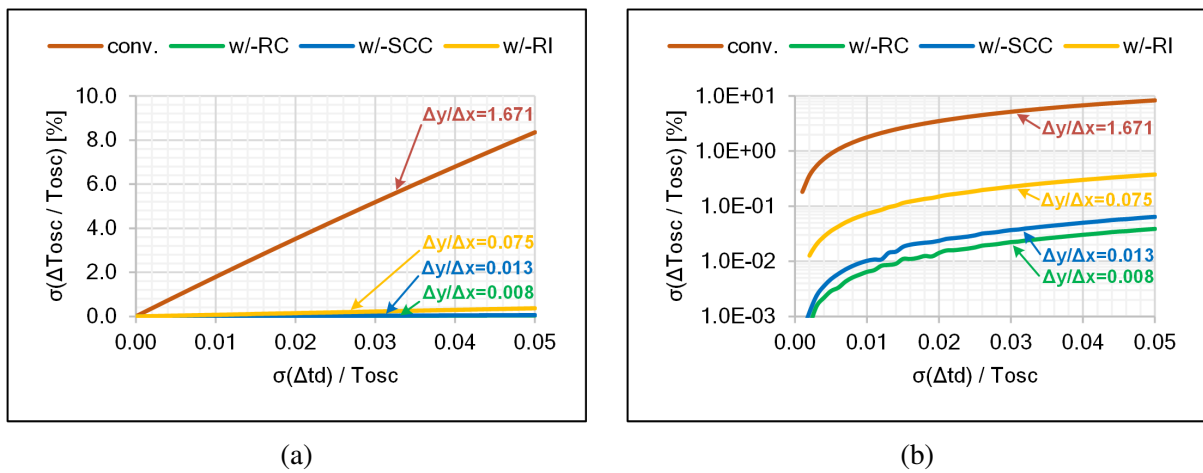 conv. w/-RC w/-SCC w/-RI
σ(ΔTosc / Tosc) [%]
10.0
8.0
6.0
4.0
2.0
0.0
Δy/Δx=1.671
Δy/Δx=0.075
Δy/Δx=0.013
Δy/Δx=0.008
0.00 0.01 0.02 0.03 0.04 0.05
σ(Δtd) / Tosc
(a)
conv. w/-RC w/-SCC w/-RI
σ(ΔTosc / Tosc) [%]
1.0E+01
1.0E+00
1.0E-01
1.0E-02
1.0E-03
Δy/Δx=1.671
Δy/Δx=0.075
Δy/Δx=0.013
Δy/Δx=0.008
0.00 0.01 0.02 0.03 0.04 0.05
σ(Δtd) / Tosc
(b)